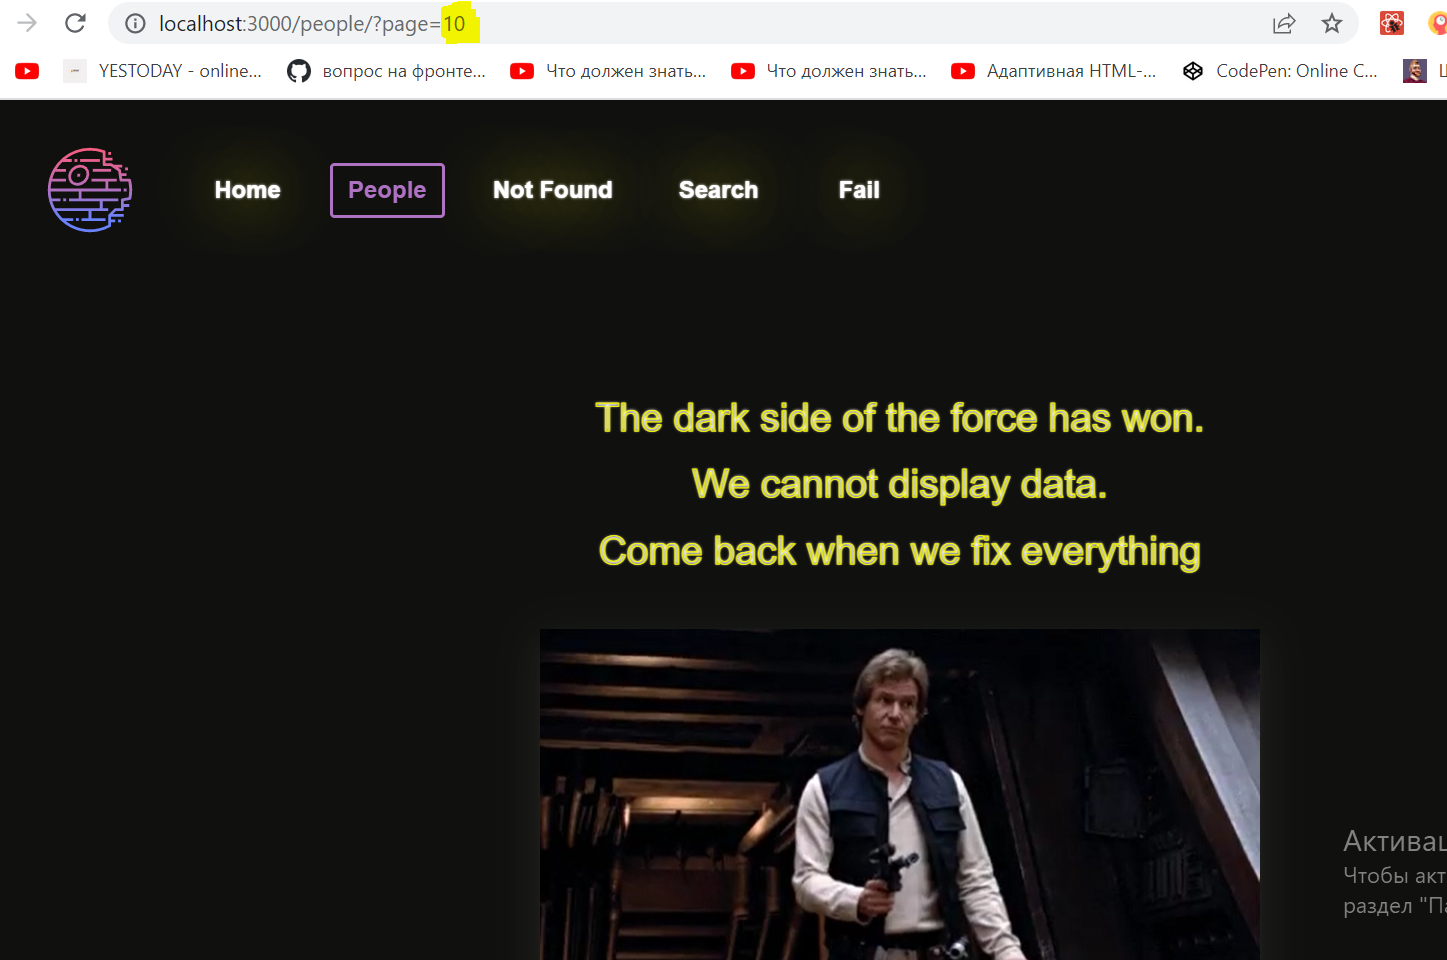 localhost:3000/people/?page=10
YESTODAY - online...
вопрос на фронте...
Что должен знать...
Что должен знать...
Адаптивная HTML-...
CodePen: Online C...
Home
People
Not Found
Search
Fail
The dark side of the force has won.
We cannot display data.
Come back when we fix everything
Чтобы акт
раздел "Па